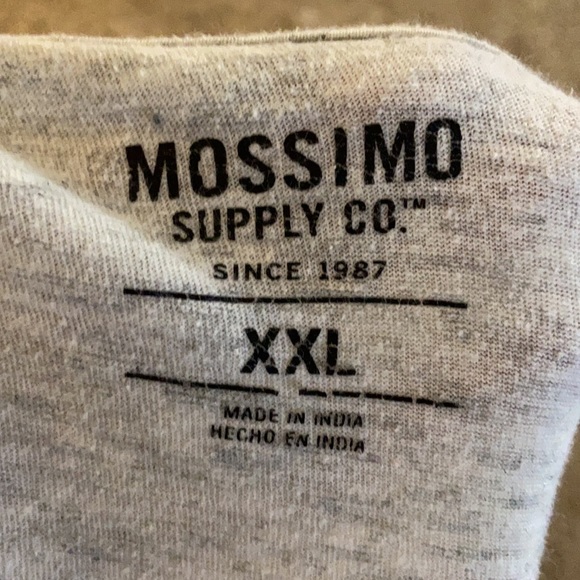 MOSSIMO
SUPPLY CO.™
SINCE 1987
XXL
MADE IN INDIA
HECHO EN INDIA